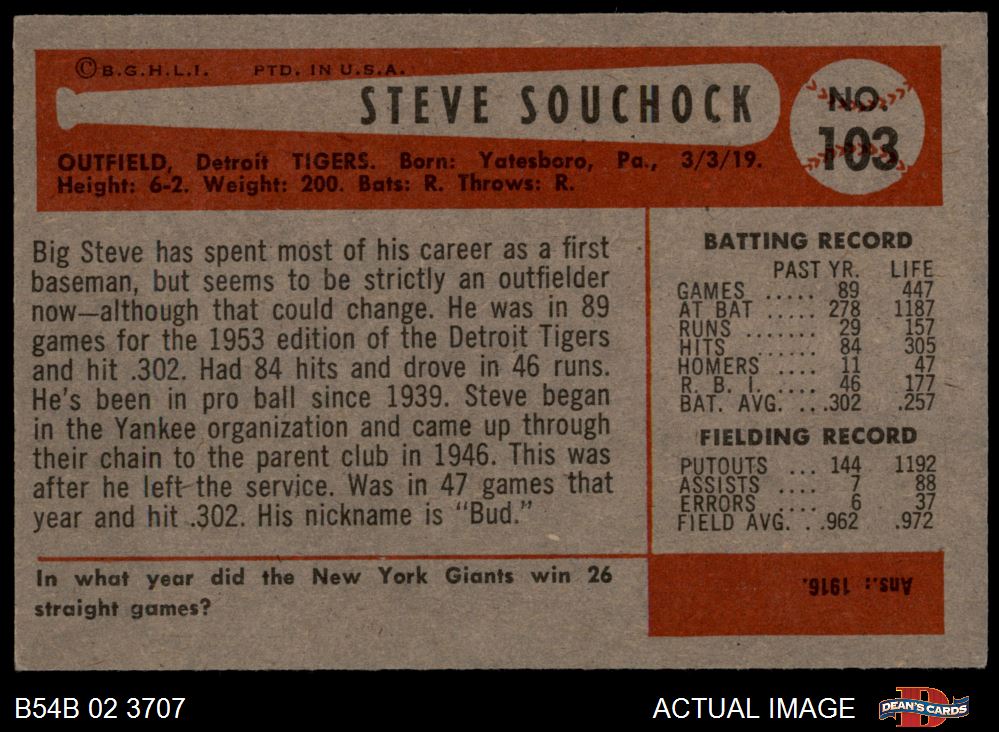 ©B.G.H.L.I. PTD. IN U.S.A.
STEVE SOUCHOCK
NO.
103
OUTFIELD, Detroit TIGERS. Born: Yatesboro, Pa., 3/3/19.
Height: 6-2. Weight: 200. Bats: R. Throws: R.
Big Steve has spent most of his career as a first
baseman, but seems to be strictly an outfielder
now—although that could change. He was in 89
games for the 1953 edition of the Detroit Tigers
and hit .302. Had 84 hits and drove in 46 runs.
He's been in pro ball since 1939. Steve began
in the Yankee organization and came up through
their chain to the parent club in 1946. This was
after he left the service. Was in 47 games that
year and hit .302. His nickname is "Bud."
In what year did the New York Giants win 26
straight games?
BATTING RECORD
PAST YR. LIFE
GAMES ..... 89 447
AT BAT ..... 278 1187
RUNS ....... 29 157
HITS ...... 84 305
HOMERS .... 11 47
R. B. I. .... 46 177
BAT. AVG. .. .302 .257
FIELDING RECORD
PUTOUTS ... 144 1192
ASSISTS .... 7 88
ERRORS .... 6 37
FIELD AVG. . .962 .972
Ans.: 1916.
B54B 02 3707
ACTUAL IMAGE
DEAN'S CARDS